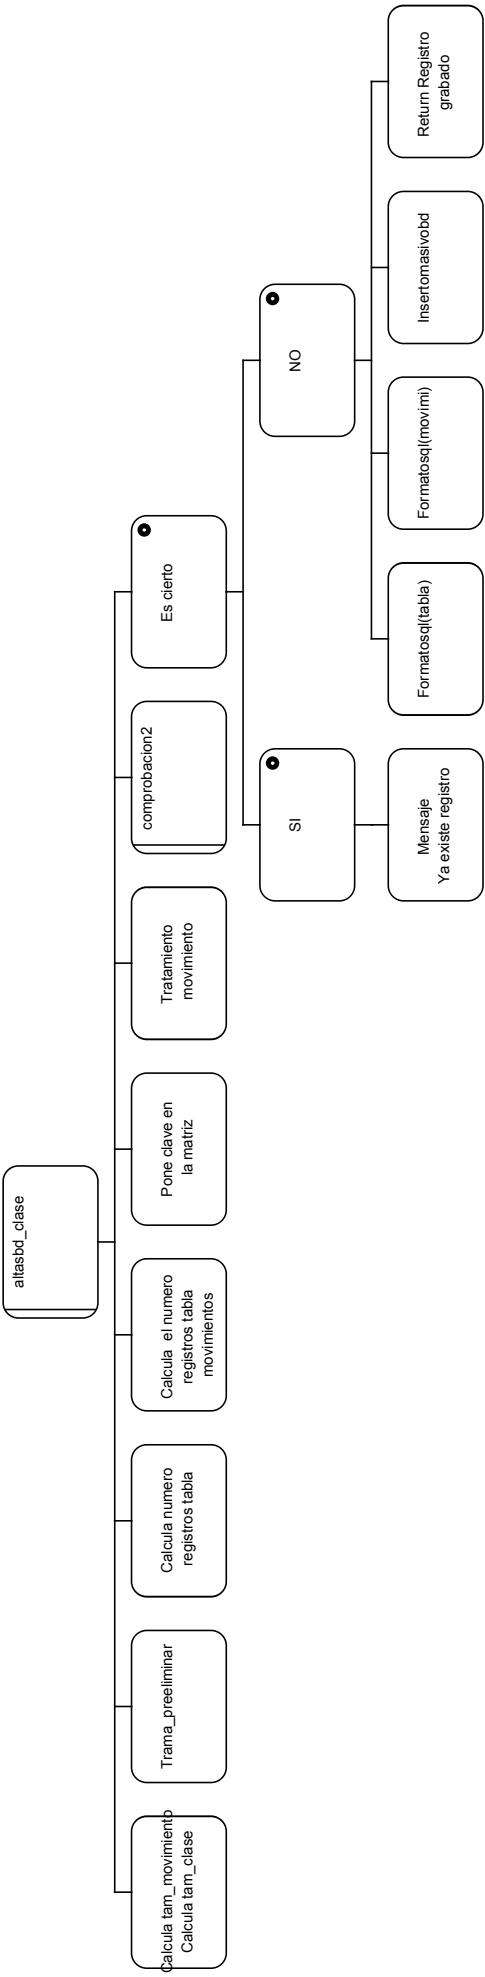 altasbd_clase
Calcula tam_movimiento
Calcula tam_clase
Trama_preeliminar
Calcula numero
registros tabla
Calcula el numero
registros tabla
movimientos
Pone clave en
la matriz
Tratamiento
movimiento
comprobacion2
Es cierto
SI
NO
Mensaje
Ya existe registro
Formatosql(tabla)
Formatosql(movimi)
Insertomasivobd
Return Registro
grabado